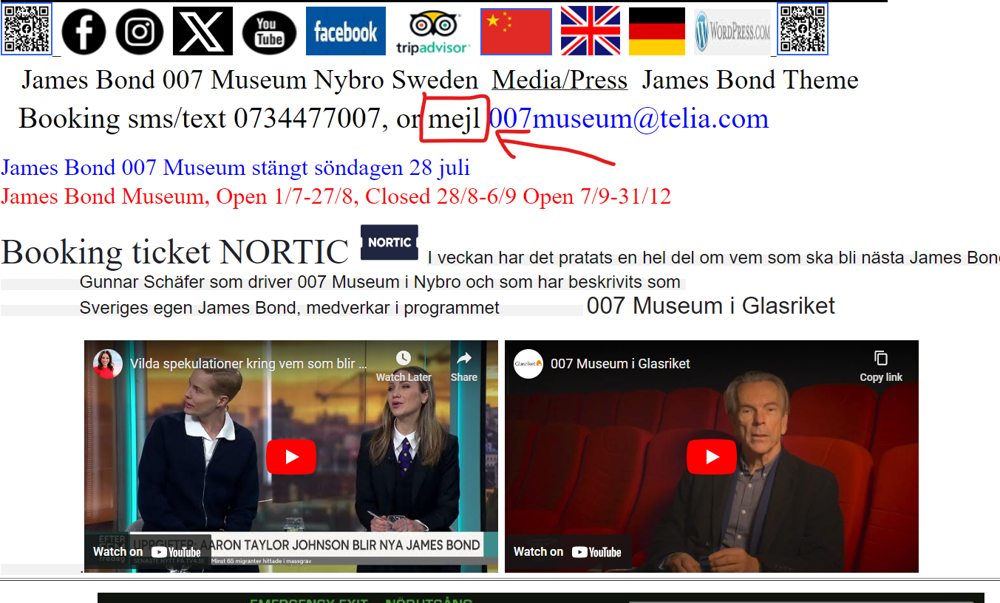 You Tube facebook tripadvisor WORDPRESS.COM
James Bond 007 Museum Nybro Sweden Media/Press James Bond Theme
Booking sms/text 0734477007, or mejl 007museum@telia.com
James Bond 007 Museum stängt söndagen 28 juli
James Bond Museum, Open 1/7-27/8, Closed 28/8-6/9 Open 7/9-31/12
Booking ticket NORTIC NORTIC I veckan har det pratats en hel del om vem som ska bli nästa James Bon
Gunnar Schäfer som driver 007 Museum i Nybro och som har beskrivits som
Sveriges egen James Bond, medverkar i programmet 007 Museum i Glasriket
Vilda spekulationer kring vem som blir ...
Watch Later Share
EFTER FEM fredag
UPPGIFTER: AARON TAYLOR JOHNSON BLIR NYA JAMES BOND
SENASTE NYTT PÅ TV4.SE Minst 65 migranter hittade i massgrav
Watch on YouTube
Glasriket 007 Museum i Glasriket
Copy link
Watch on YouTube
.
EMERGENCY EXIT NÖDUTGÅNG